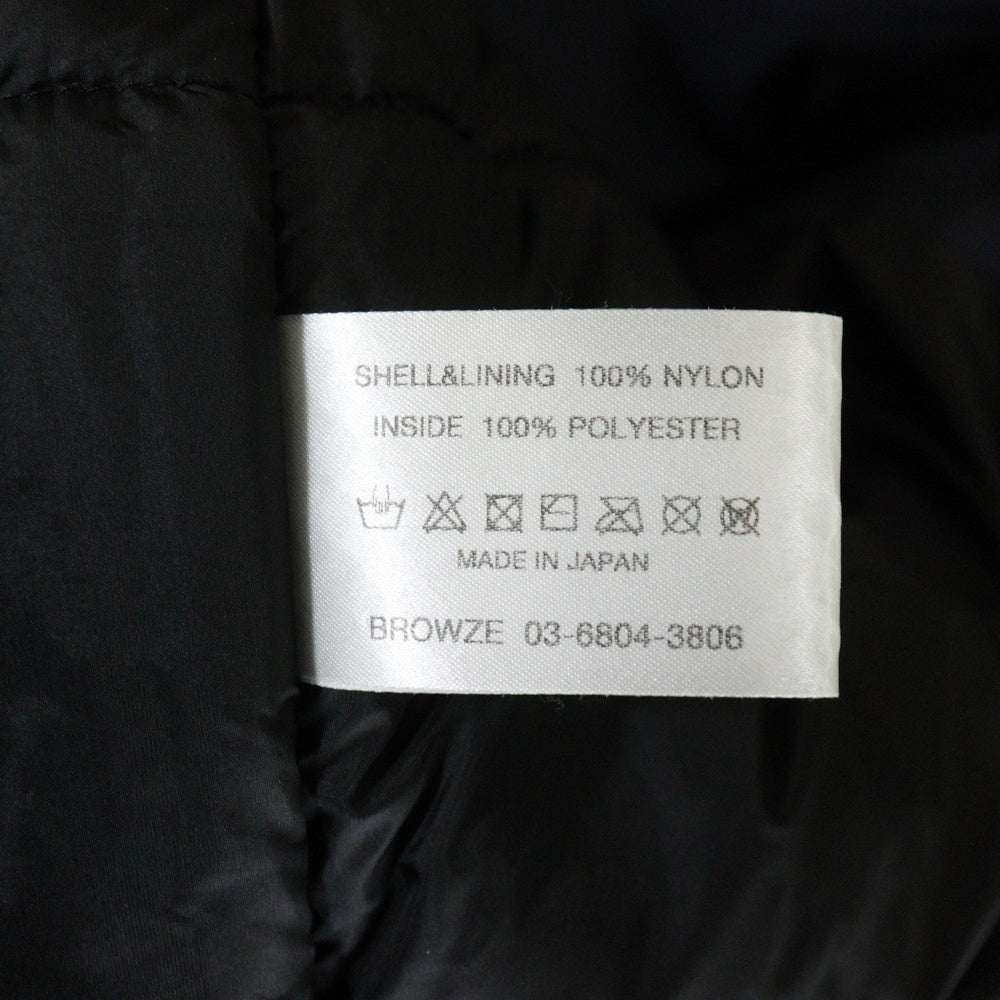 SHELL&LINING 100% NYLON
INSIDE 100% POLYESTER
MADE IN JAPAN
BROWZE 03-6804-3806